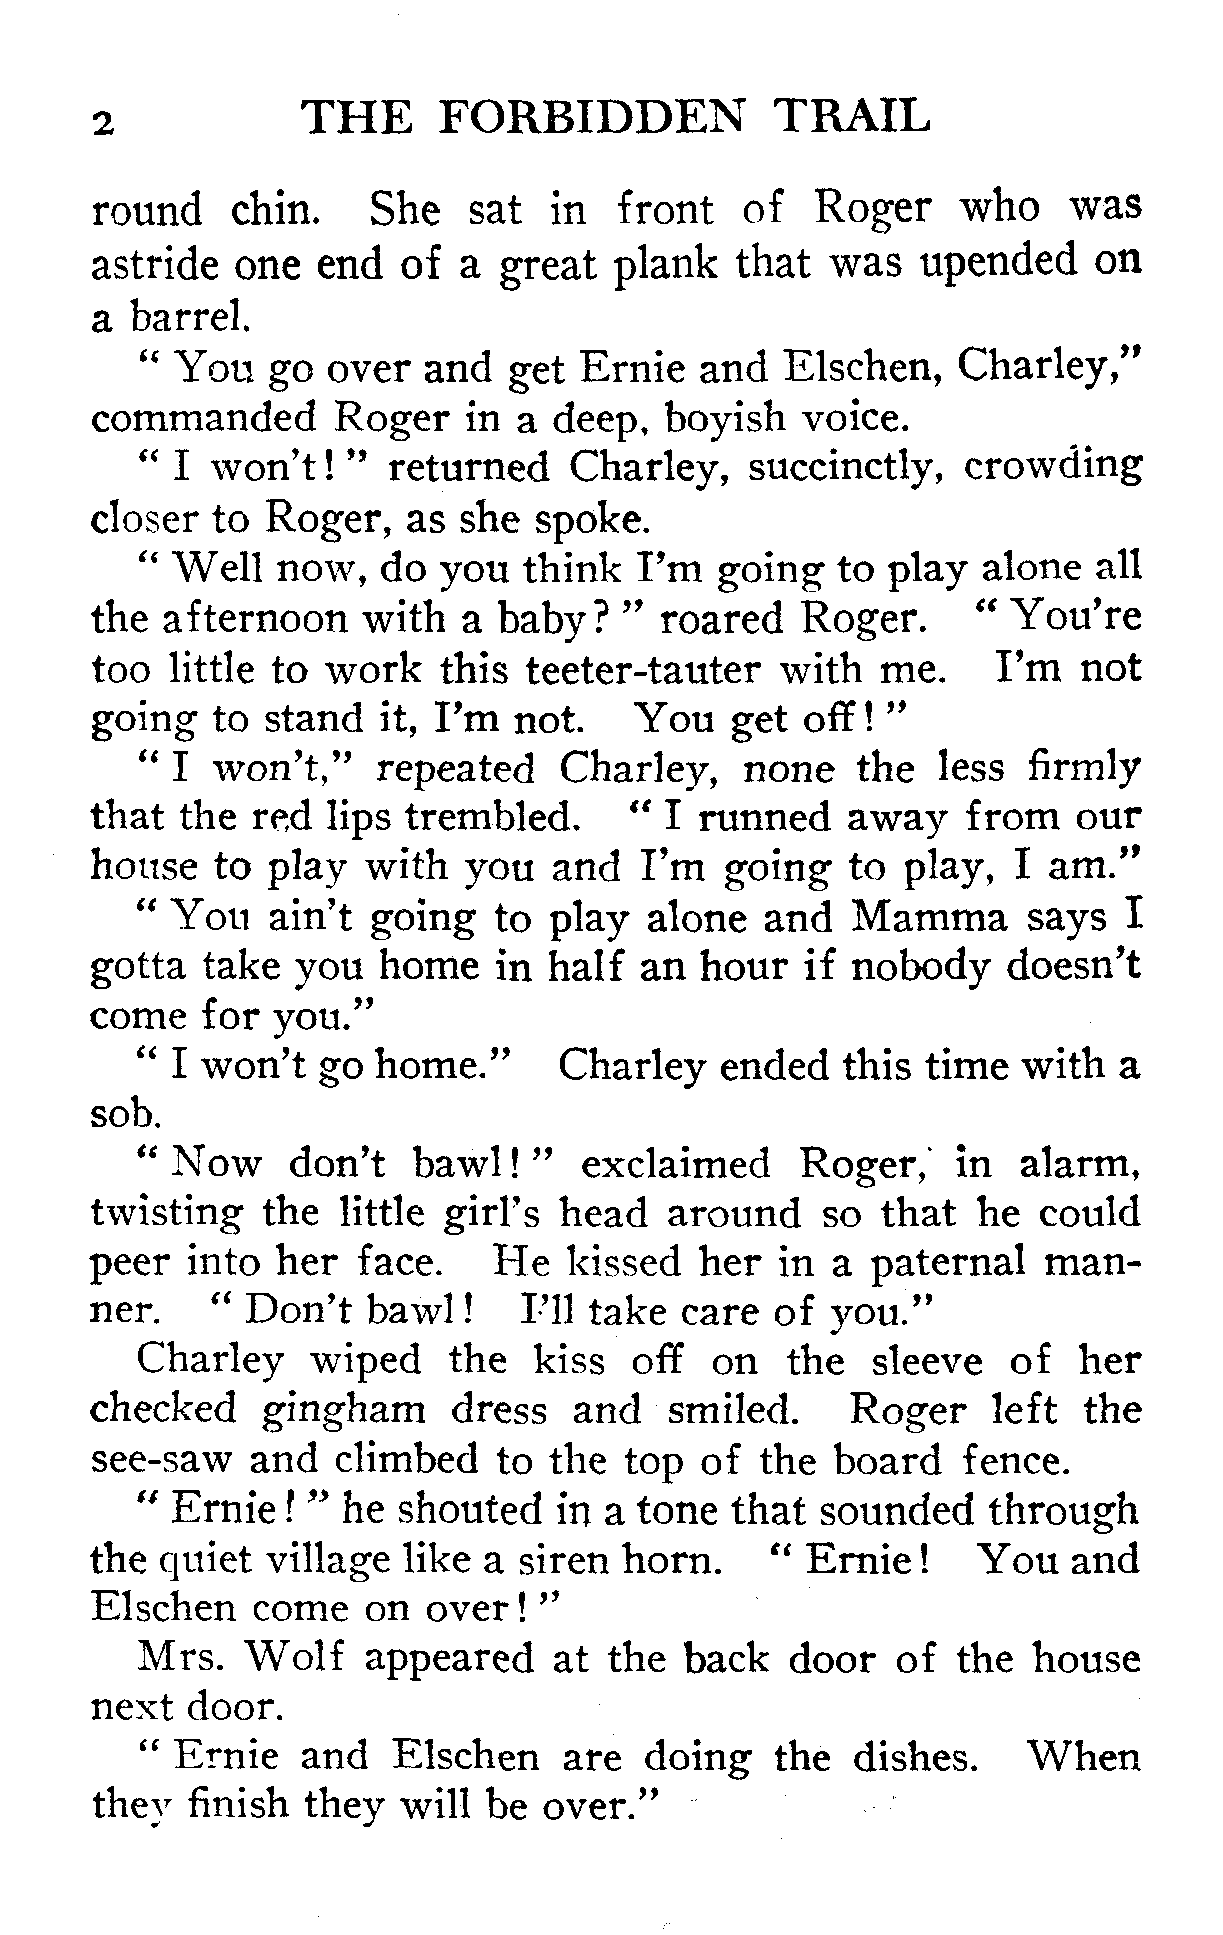 2 THE FORBIDDEN TRAIL
round chin. She sat in front of Roger who was
astride one end of a great plank that was upended on
a barrel.
" You go over and get Ernie and Elschen, Charley,"
commanded Roger in a deep, boyish voice.
" I won't! " returned Charley, succinctly, crowding
closer to Roger, as she spoke.
" Well now, do you think I'm going to play alone all
the afternoon with a baby? " roared Roger. " You're
too little to work this teeter-tauter with me. I'm not
going to stand it, I'm not. You get off! "
" I won't," repeated Charley, none the less firmly
that the red lips trembled. " I runned away from our
house to play with you and I'm going to play, I am."
" You ain't going to play alone and Mamma says I
gotta take you home in half an hour if nobody doesn't
come for you."
" I won't go home." Charley ended this time with a
sob.
" Now don't bawl! " exclaimed Roger, in alarm,
twisting the little girl's head around so that he could
peer into her face. He kissed her in a paternal man-
ner. " Don't bawl! I'll take care of you."
Charley wiped the kiss off on the sleeve of her
checked gingham dress and smiled. Roger left the
see-saw and climbed to the top of the board fence.
" Ernie! " he shouted in a tone that sounded through
the quiet village like a siren horn. " Ernie! You and
Elschen come on over! "
Mrs. Wolf appeared at the back door of the house
next door.
" Ernie and Elschen are doing the dishes. When
they finish they will be over."